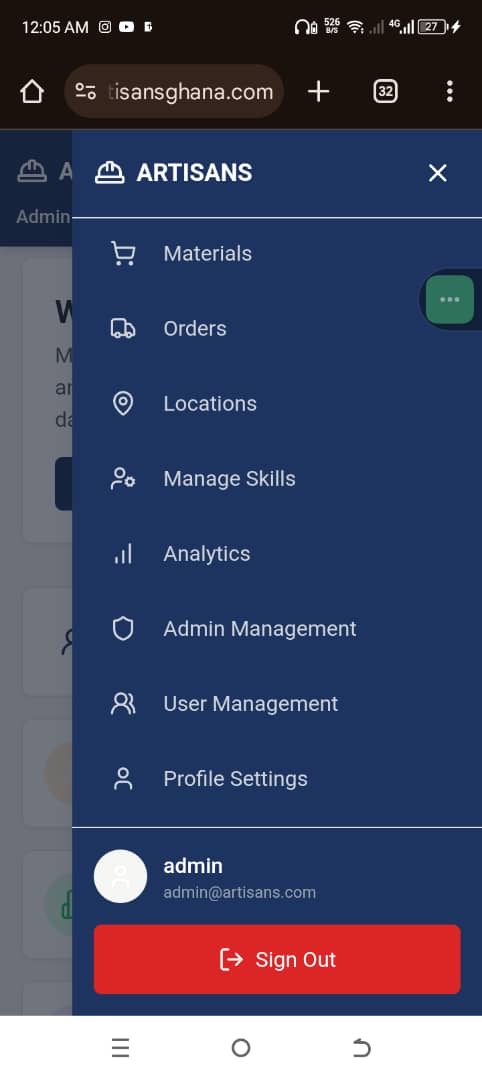 12:05 AM
526
B/S
4G
27
tisansghana.com
32
A
ARTISANS
Admin
Materials
W
Orders
M
ar
da
Locations
Manage Skills
Analytics
Admin Management
User Management
Profile Settings
admin
admin@artisans.com
Sign Out